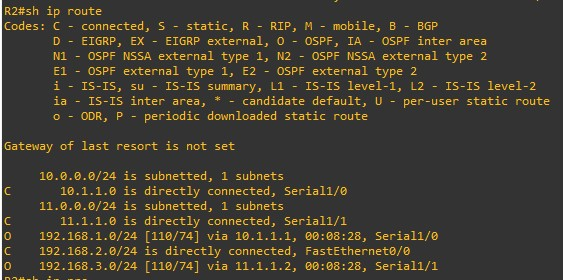 R2#sh ip route
Codes: C - connected, S - static, R - RIP, M - mobile, B - BGP
       D - EIGRP, EX - EIGRP external, O - OSPF, IA - OSPF inter area
       N1 - OSPF NSSA external type 1, N2 - OSPF NSSA external type 2
       E1 - OSPF external type 1, E2 - OSPF external type 2
       i - IS-IS, su - IS-IS summary, L1 - IS-IS level-1, L2 - IS-IS level-2
       ia - IS-IS inter area, * - candidate default, U - per-user static route
       o - ODR, P - periodic downloaded static route
Gateway of last resort is not set
     10.0.0.0/24 is subnetted, 1 subnets
C       10.1.1.0 is directly connected, Serial1/0
     11.0.0.0/24 is subnetted, 1 subnets
C       11.1.1.0 is directly connected, Serial1/1
O    192.168.1.0/24 [110/74] via 10.1.1.1, 00:08:28, Serial1/0
C    192.168.2.0/24 is directly connected, FastEthernet0/0
O    192.168.3.0/24 [110/74] via 11.1.1.2, 00:08:28, Serial1/1